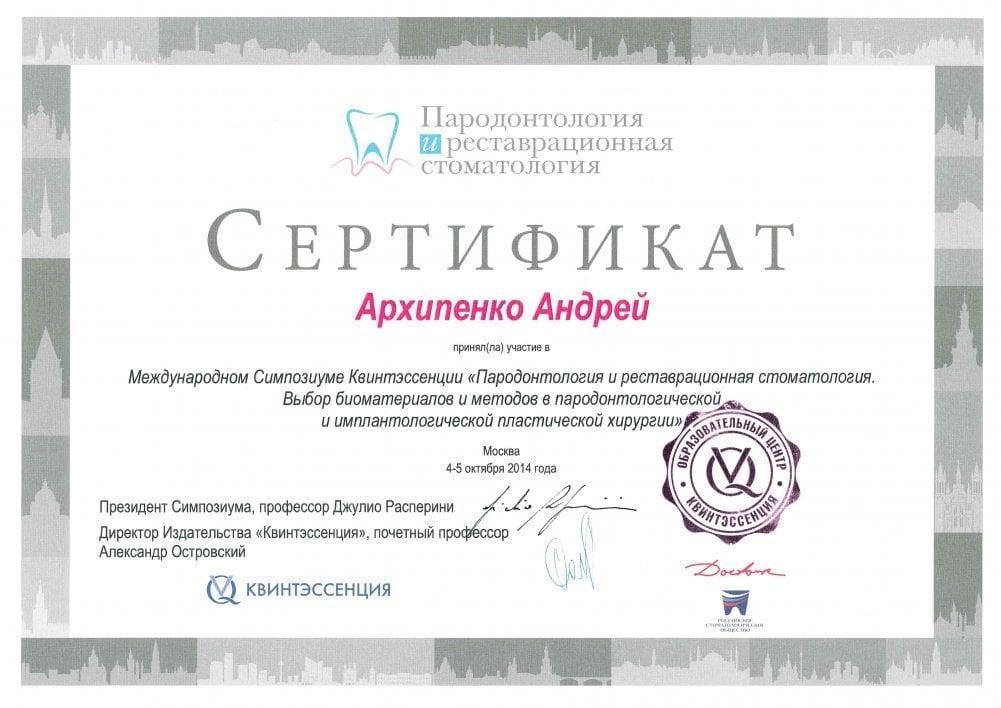 Пародонтология
и реставрационная
стоматология
СЕРТИФИКАТ
Архипенко Андрей
принял(ла) участие в
Международном Симпозиуме Квинтэссенции «Пародонтология и реставрационная стоматология.
Выбор биоматериалов и методов в пародонтологической
и имплантологической пластической хирургии»
ОБРАЗОВАТЕЛЬНЫЙ ЦЕНТР
КВИНТЭССЕНЦИЯ
Москва
4-5 октября 2014 года
Президент Симпозиума, профессор Джулио Расперини
Директор Издательства «Квинтэссенция», почетный профессор
Александр Островский
КВИНТЭССЕНЦИЯ
РОССИЙСКОЕ
СТОМАТОЛОГИЧЕСКОЕ
ОБЩЕСТВО